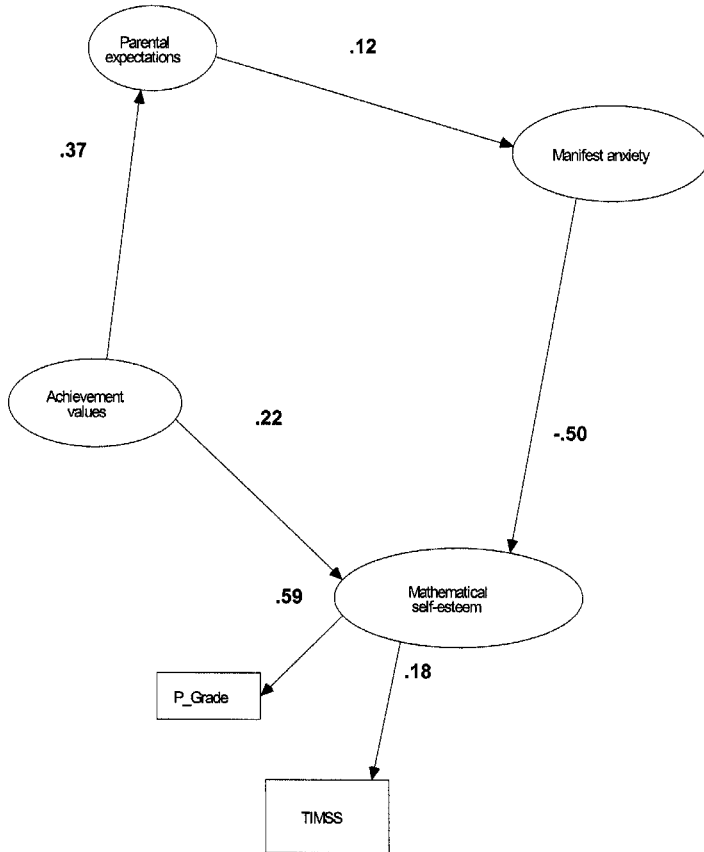 Parental
expectations
.12
.37
Manifest anxiety
Achievement
values
.22
-.50
Mathematical
self-esteem
.59
.18
P_Grade
TIMSS